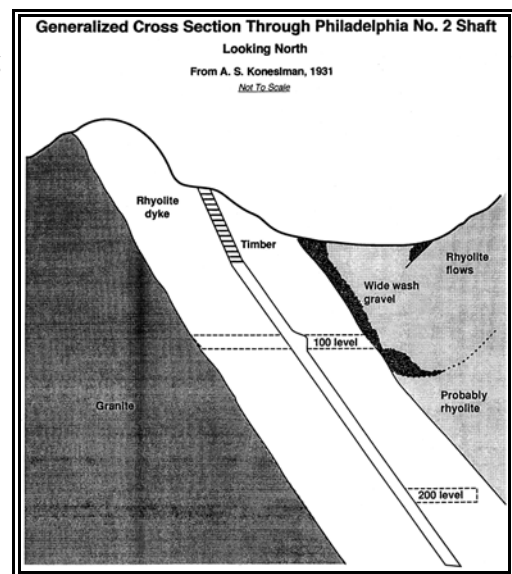 Generalized Cross Section Through Philadelphia No. 2 Shaft
Looking North
From A. S. Koneslman, 1931
Not To Scale
Rhyolite
dyke
Timber
Rhyolite
flows
Wide wash
gravel
100 level
Probably
rhyolite
Granite
200 level